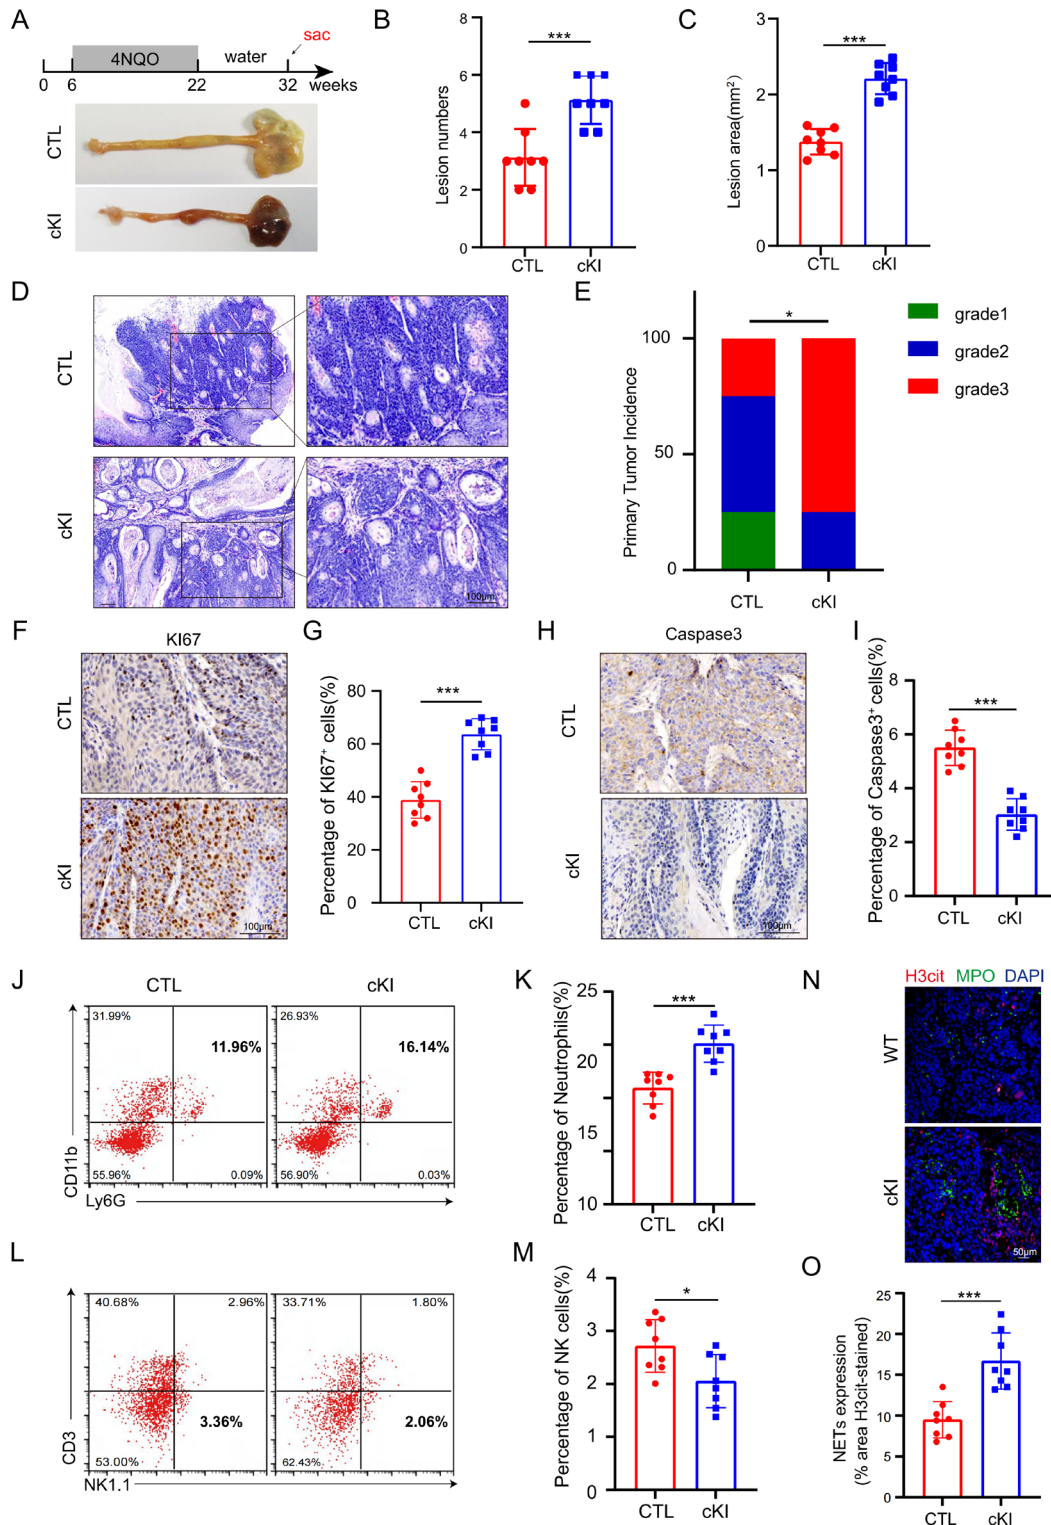 A
4NQO
water
sac
0 6 22 32 weeks
CTL
cKI
B
Lesion numbers
8
6
4
2
0
***
CTL cKI
C
Lesion area(mm²)
3
2
1
0
***
CTL cKI
D
CTL
cKI
100μm
E
Primary Tumor Incidence
100
50
0
*
CTL cKI
grade1
grade2
grade3
F
KI67
CTL
cKI
100μm
G
Percentage of KI67⁺ cells(%)
80
60
40
20
0
***
CTL cKI
H
Caspase3
CTL
cKI
100μm
I
Percentage of Caspase3⁺ cells(%)
8
6
4
2
0
***
CTL cKI
J
CTL cKI
31.99%
11.96%
55.96% 0.09%
26.93%
16.14%
56.90% 0.03%
CD11b
Ly6G
K
Percentage of Neutrophils(%)
25
20
15
10
***
CTL cKI
N
H3cit MPO DAPI
WT
cKI
50μm
L
40.68% 2.96%
3.36%
53.00%
33.71% 1.80%
2.06%
62.43%
CD3
NK1.1
M
Percentage of NK cells(%)
4
3
2
1
0
*
CTL cKI
O
NETs expression
(% area H3cit-stained)
25
20
15
10
5
0
***
CTL cKI